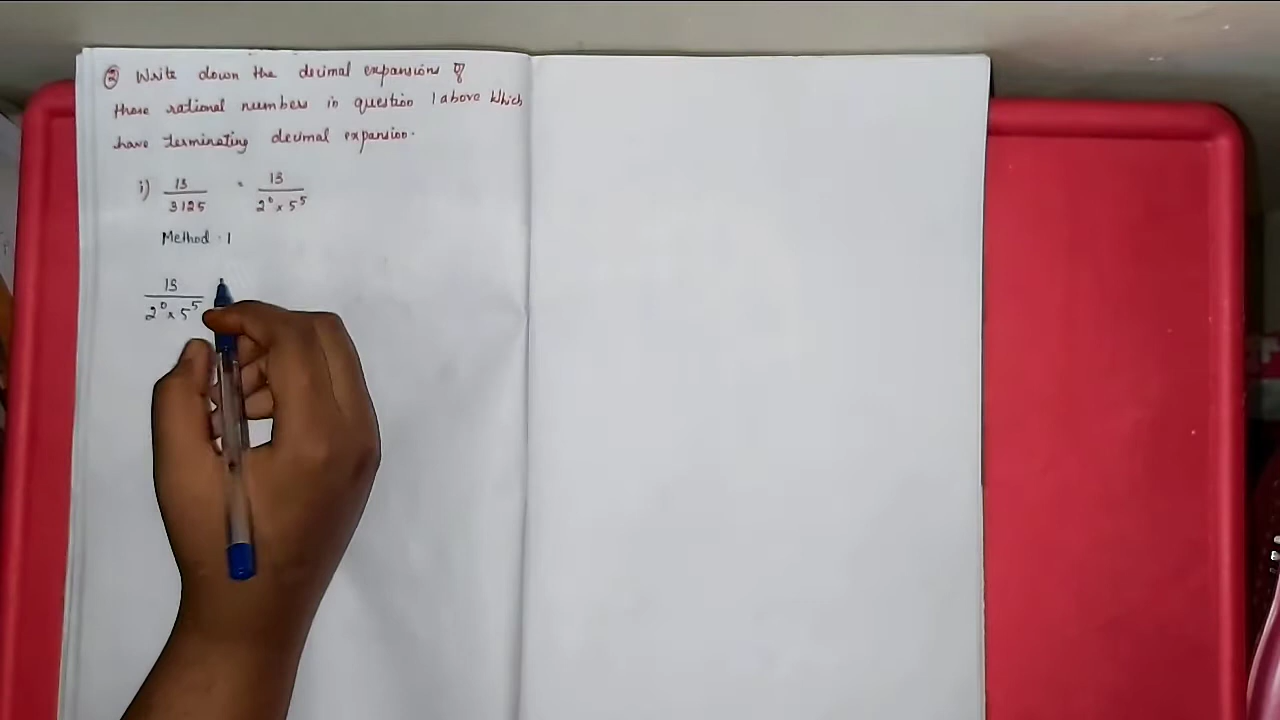 ② Write down the decimal expansions of
those rational numbers in question 1 above which
have terminating decimal expansion.
i) 13/3125 = 13/2⁰ × 5⁵
Method : 1
13/2⁰ × 5⁵